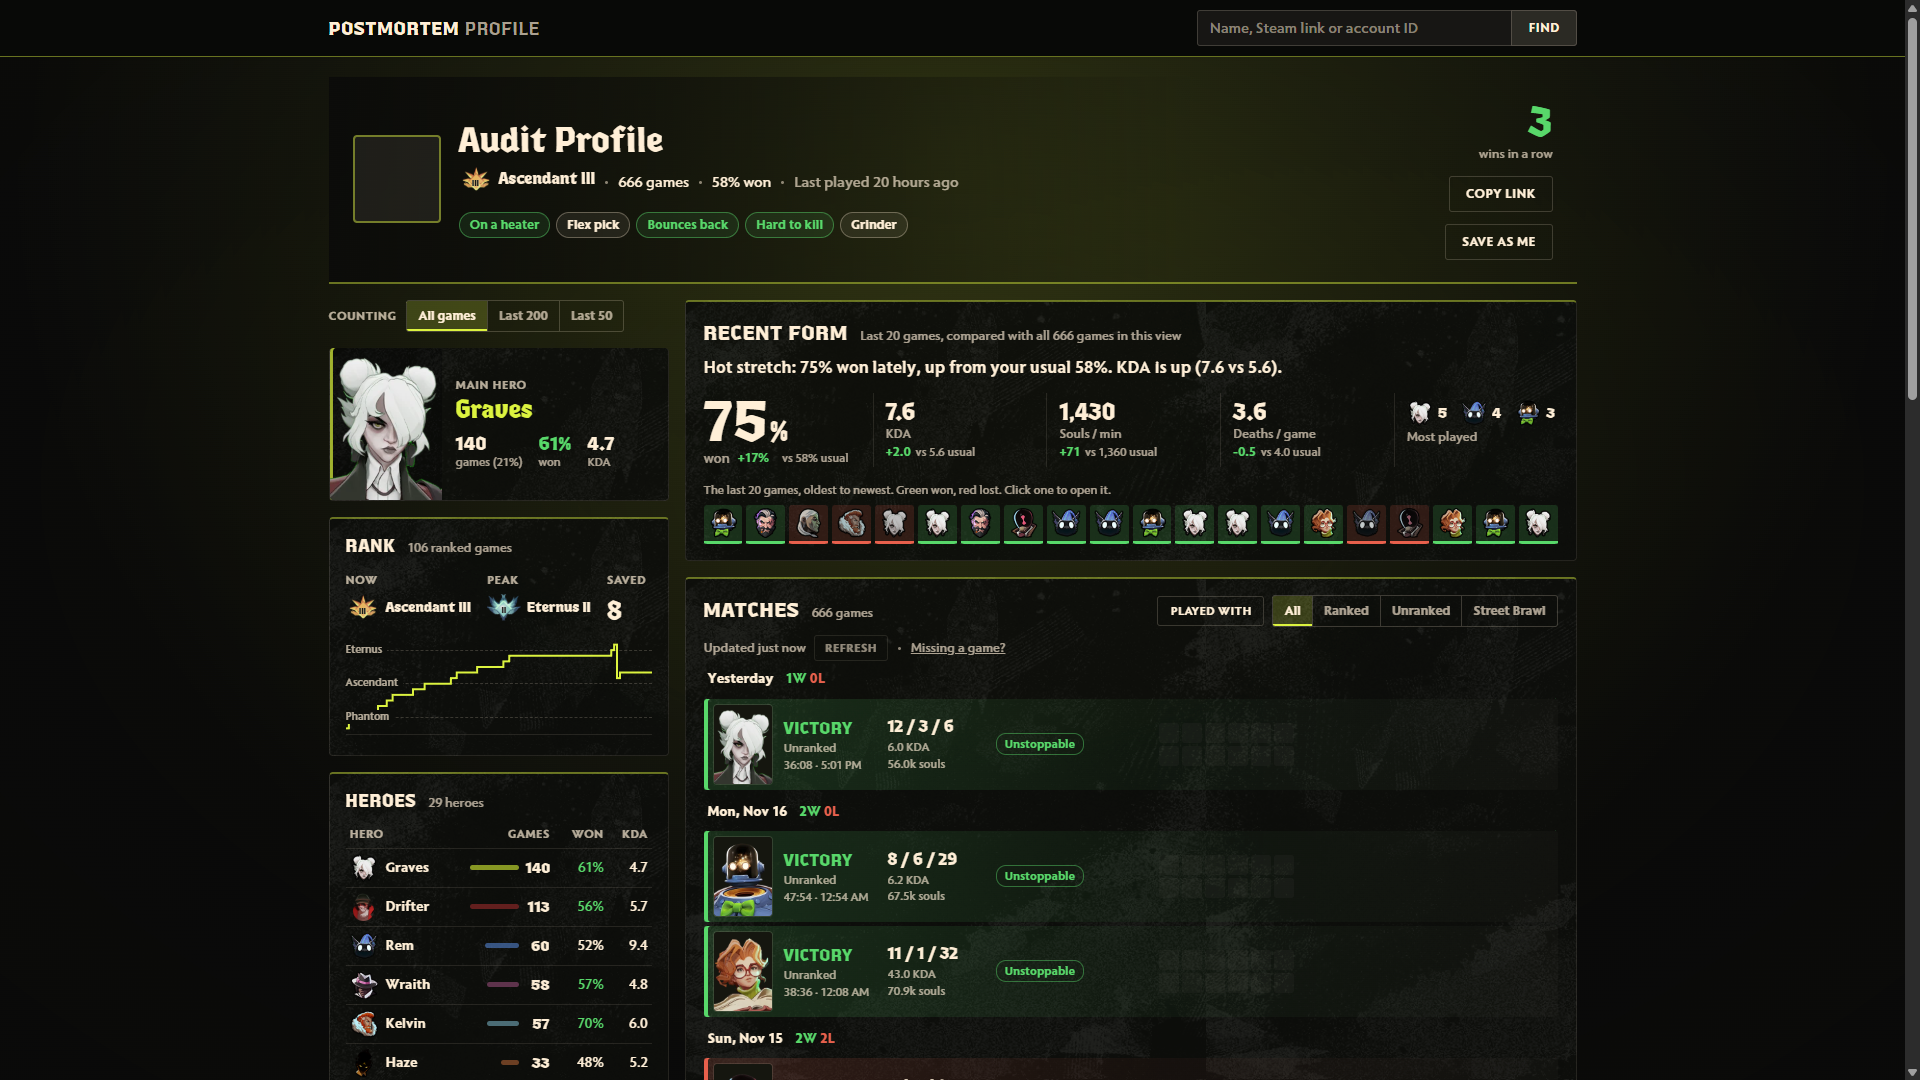 POSTMORTEM PROFILE
Name, Steam link or account ID
FIND
Audit Profile
Ascendant III · 666 games · 58% won · Last played 20 hours ago
On a heater
Flex pick
Bounces back
Hard to kill
Grinder
3
wins in a row
COPY LINK
SAVE AS ME
COUNTING
All games
Last 200
Last 50
MAIN HERO
Graves
140 61% 4.7
games (21%) won KDA
RANK 106 ranked games
NOW PEAK SAVED
Ascendant III Eternus II 8
Eternus
Ascendant
Phantom
HEROES 29 heroes
HERO GAMES WON KDA
Graves 140 61% 4.7
Drifter 113 56% 5.7
Rem 60 52% 9.4
Wraith 58 57% 4.8
Kelvin 57 70% 6.0
Haze 33 48% 5.2
RECENT FORM Last 20 games, compared with all 666 games in this view
Hot stretch: 75% won lately, up from your usual 58%. KDA is up (7.6 vs 5.6).
75%
won +17% vs 58% usual
7.6
KDA
+2.0 vs 5.6 usual
1,430
Souls / min
+71 vs 1,360 usual
3.6
Deaths / game
-0.5 vs 4.0 usual
5 4 3
Most played
The last 20 games, oldest to newest. Green won, red lost. Click one to open it.
MATCHES 666 games
PLAYED WITH
All
Ranked
Unranked
Street Brawl
Updated just now
REFRESH
· Missing a game?
Yesterday 1W 0L
VICTORY
Unranked
36:08 · 5:01 PM
12 / 3 / 6
6.0 KDA
56.0k souls
Unstoppable
Mon, Nov 16 2W 0L
VICTORY
Unranked
47:54 · 12:54 AM
8 / 6 / 29
6.2 KDA
67.5k souls
Unstoppable
VICTORY
Unranked
38:36 · 12:08 AM
11 / 1 / 32
43.0 KDA
70.9k souls
Unstoppable
Sun, Nov 15 2W 2L